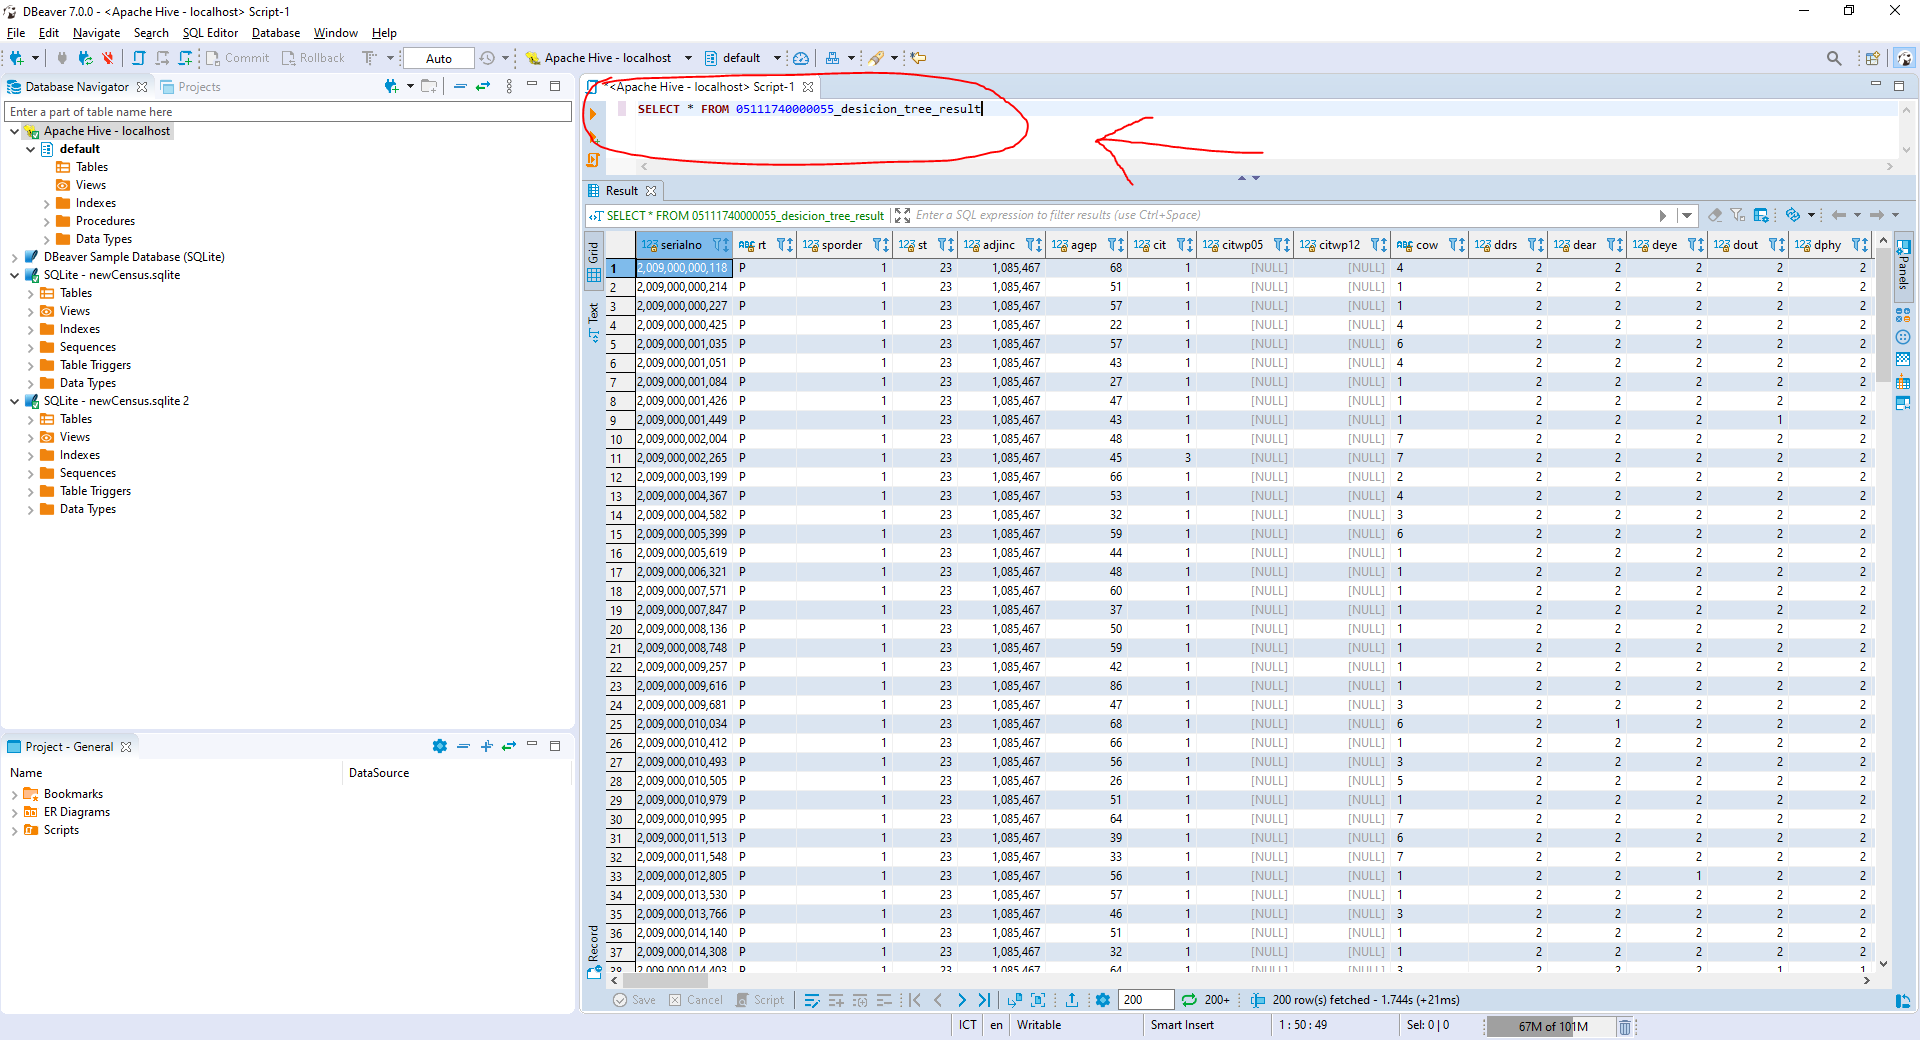 DBeaver 7.0.0 - <Apache Hive - localhost> Script-1
File Edit Navigate Search SQL Editor Database Window Help
Commit Rollback Auto Apache Hive - localhost default
Database Navigator Projects
Enter a part of table name here
Apache Hive - localhost
default
Tables
Views
Indexes
Procedures
Data Types
DBeaver Sample Database (SQLite)
SQLite - newCensus.sqlite
Tables
Views
Indexes
Sequences
Table Triggers
Data Types
SQLite - newCensus.sqlite 2
Tables
Views
Indexes
Sequences
Table Triggers
Data Types
Project - General
Name DataSource
Bookmarks
ER Diagrams
Scripts
*<Apache Hive - localhost> Script-1
SELECT * FROM 05111740000055_desicion_tree_result
Result
SELECT * FROM 05111740000055_desicion_tree_result Enter a SQL expression to filter results (use Ctrl+Space)
Grid
Text
Record
Panels
123 serialno ABC rt 123 sporder 123 st 123 adjinc 123 agep 123 cit 123 citwp05 123 citwp12 ABC cow 123 ddrs 123 dear 123 deye 123 dout 123 dphy
1 2,009,000,000,118 P 1 23 1,085,467 68 1 [NULL] [NULL] 4 2 2 2 2 2
2 2,009,000,000,214 P 1 23 1,085,467 51 1 [NULL] [NULL] 1 2 2 2 2 2
3 2,009,000,000,227 P 1 23 1,085,467 57 1 [NULL] [NULL] 1 2 2 2 2 2
4 2,009,000,000,425 P 1 23 1,085,467 22 1 [NULL] [NULL] 4 2 2 2 2 2
5 2,009,000,001,035 P 1 23 1,085,467 57 1 [NULL] [NULL] 6 2 2 2 2 2
6 2,009,000,001,051 P 1 23 1,085,467 43 1 [NULL] [NULL] 4 2 2 2 2 2
7 2,009,000,001,084 P 1 23 1,085,467 27 1 [NULL] [NULL] 1 2 2 2 2 2
8 2,009,000,001,426 P 1 23 1,085,467 47 1 [NULL] [NULL] 1 2 2 2 2 2
9 2,009,000,001,449 P 1 23 1,085,467 43 1 [NULL] [NULL] 1 2 2 2 1 2
10 2,009,000,002,004 P 1 23 1,085,467 48 1 [NULL] [NULL] 7 2 2 2 2 2
11 2,009,000,002,265 P 1 23 1,085,467 45 3 [NULL] [NULL] 7 2 2 2 2 2
12 2,009,000,003,199 P 1 23 1,085,467 66 1 [NULL] [NULL] 2 2 2 2 2 2
13 2,009,000,004,367 P 1 23 1,085,467 53 1 [NULL] [NULL] 4 2 2 2 2 2
14 2,009,000,004,582 P 1 23 1,085,467 32 1 [NULL] [NULL] 3 2 2 2 2 2
15 2,009,000,005,399 P 1 23 1,085,467 59 1 [NULL] [NULL] 6 2 2 2 2 2
16 2,009,000,005,619 P 1 23 1,085,467 44 1 [NULL] [NULL] 1 2 2 2 2 2
17 2,009,000,006,321 P 1 23 1,085,467 48 1 [NULL] [NULL] 1 2 2 2 2 2
18 2,009,000,007,571 P 1 23 1,085,467 60 1 [NULL] [NULL] 1 2 2 2 2 2
19 2,009,000,007,847 P 1 23 1,085,467 37 1 [NULL] [NULL] 1 2 2 2 2 2
20 2,009,000,008,136 P 1 23 1,085,467 50 1 [NULL] [NULL] 1 2 2 2 2 2
21 2,009,000,008,748 P 1 23 1,085,467 59 1 [NULL] [NULL] 1 2 2 2 2 2
22 2,009,000,009,257 P 1 23 1,085,467 42 1 [NULL] [NULL] 1 2 2 2 2 2
23 2,009,000,009,616 P 1 23 1,085,467 86 1 [NULL] [NULL] 1 2 2 2 2 2
24 2,009,000,009,681 P 1 23 1,085,467 47 1 [NULL] [NULL] 3 2 2 2 2 2
25 2,009,000,010,034 P 1 23 1,085,467 68 1 [NULL] [NULL] 6 2 1 2 2 2
26 2,009,000,010,412 P 1 23 1,085,467 66 1 [NULL] [NULL] 1 2 2 2 2 2
27 2,009,000,010,493 P 1 23 1,085,467 56 1 [NULL] [NULL] 3 2 2 2 2 2
28 2,009,000,010,505 P 1 23 1,085,467 26 1 [NULL] [NULL] 5 2 2 2 2 2
29 2,009,000,010,979 P 1 23 1,085,467 51 1 [NULL] [NULL] 1 2 2 2 2 2
30 2,009,000,010,995 P 1 23 1,085,467 64 1 [NULL] [NULL] 7 2 2 2 2 2
31 2,009,000,011,513 P 1 23 1,085,467 39 1 [NULL] [NULL] 6 2 2 2 2 2
32 2,009,000,011,548 P 1 23 1,085,467 33 1 [NULL] [NULL] 7 2 2 2 2 2
33 2,009,000,012,805 P 1 23 1,085,467 56 1 [NULL] [NULL] 1 2 2 1 2 2
34 2,009,000,013,530 P 1 23 1,085,467 57 1 [NULL] [NULL] 1 2 2 2 2 2
35 2,009,000,013,766 P 1 23 1,085,467 46 1 [NULL] [NULL] 3 2 2 2 2 2
36 2,009,000,014,140 P 1 23 1,085,467 51 1 [NULL] [NULL] 1 2 2 2 2 2
37 2,009,000,014,308 P 1 23 1,085,467 32 1 [NULL] [NULL] 1 2 2 2 2 2
38 2,009,000,014,403 P 1 23 1,085,467 64 1 [NULL] [NULL] 3 2 2 2 1 1
Save Cancel Script 200 200+ 200 row(s) fetched - 1.744s (+21ms)
ICT en Writable Smart Insert 1 : 50 : 49 Sel: 0 | 0 67M of 101M